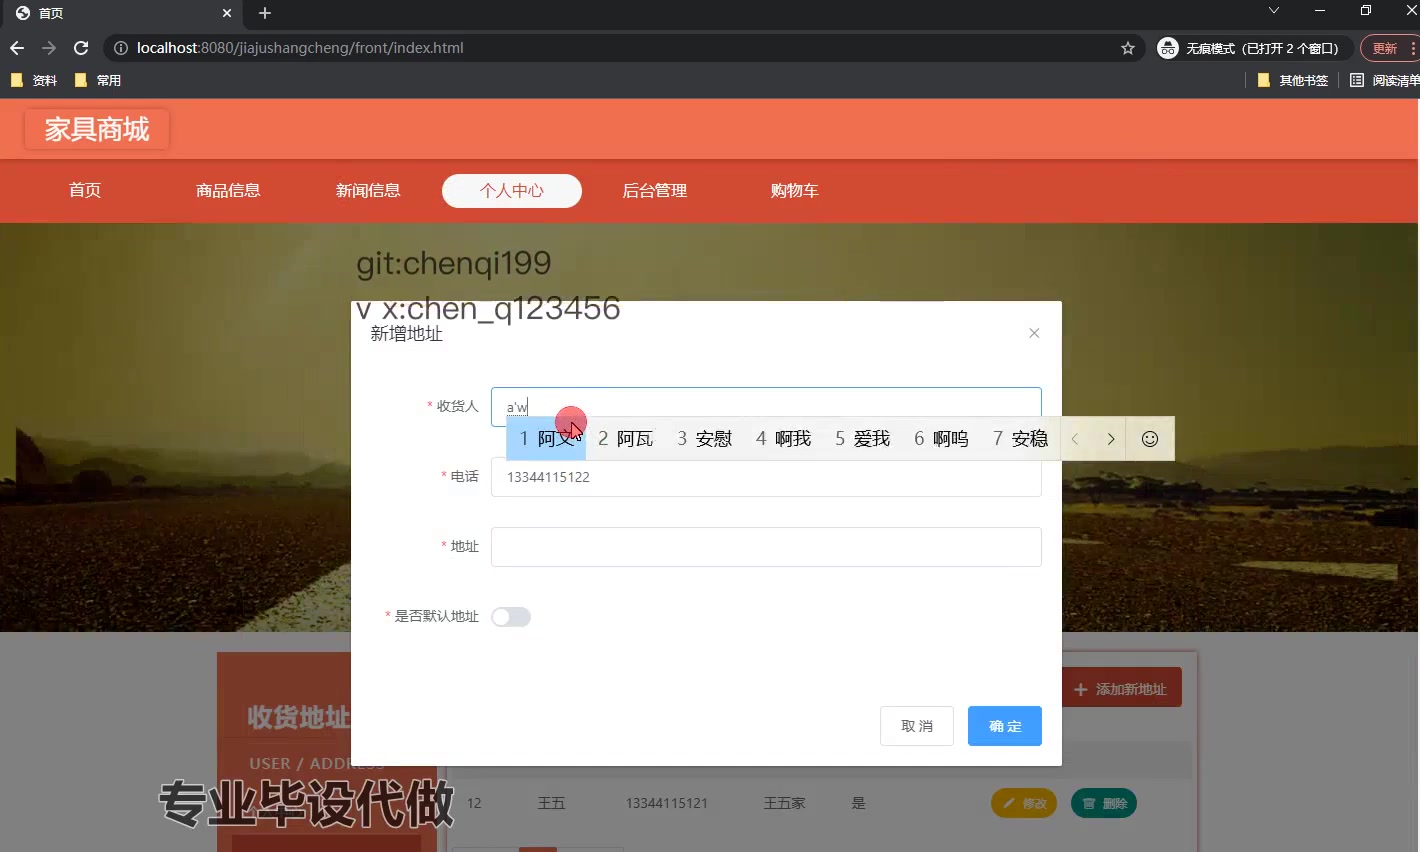 首页
localhost:8080/jiajushangcheng/front/index.html
无痕模式（已打开 2 个窗口）
更新
资料
常用
其他书签
阅读清单
家具商城
首页
商品信息
新闻信息
个人中心
后台管理
购物车
git:chenqi199
v x:chen_q123456
新增地址
* 收货人
a'w
1 阿文 2 阿瓦 3 安慰 4 啊我 5 爱我 6 啊呜 7 安稳
* 电话
13344115122
* 地址
* 是否默认地址
取 消
确 定
收货地址
USER / ADDRESS
添加新地址
12 王五 13344115121 王五家 是 修改 删除
专业毕设代做